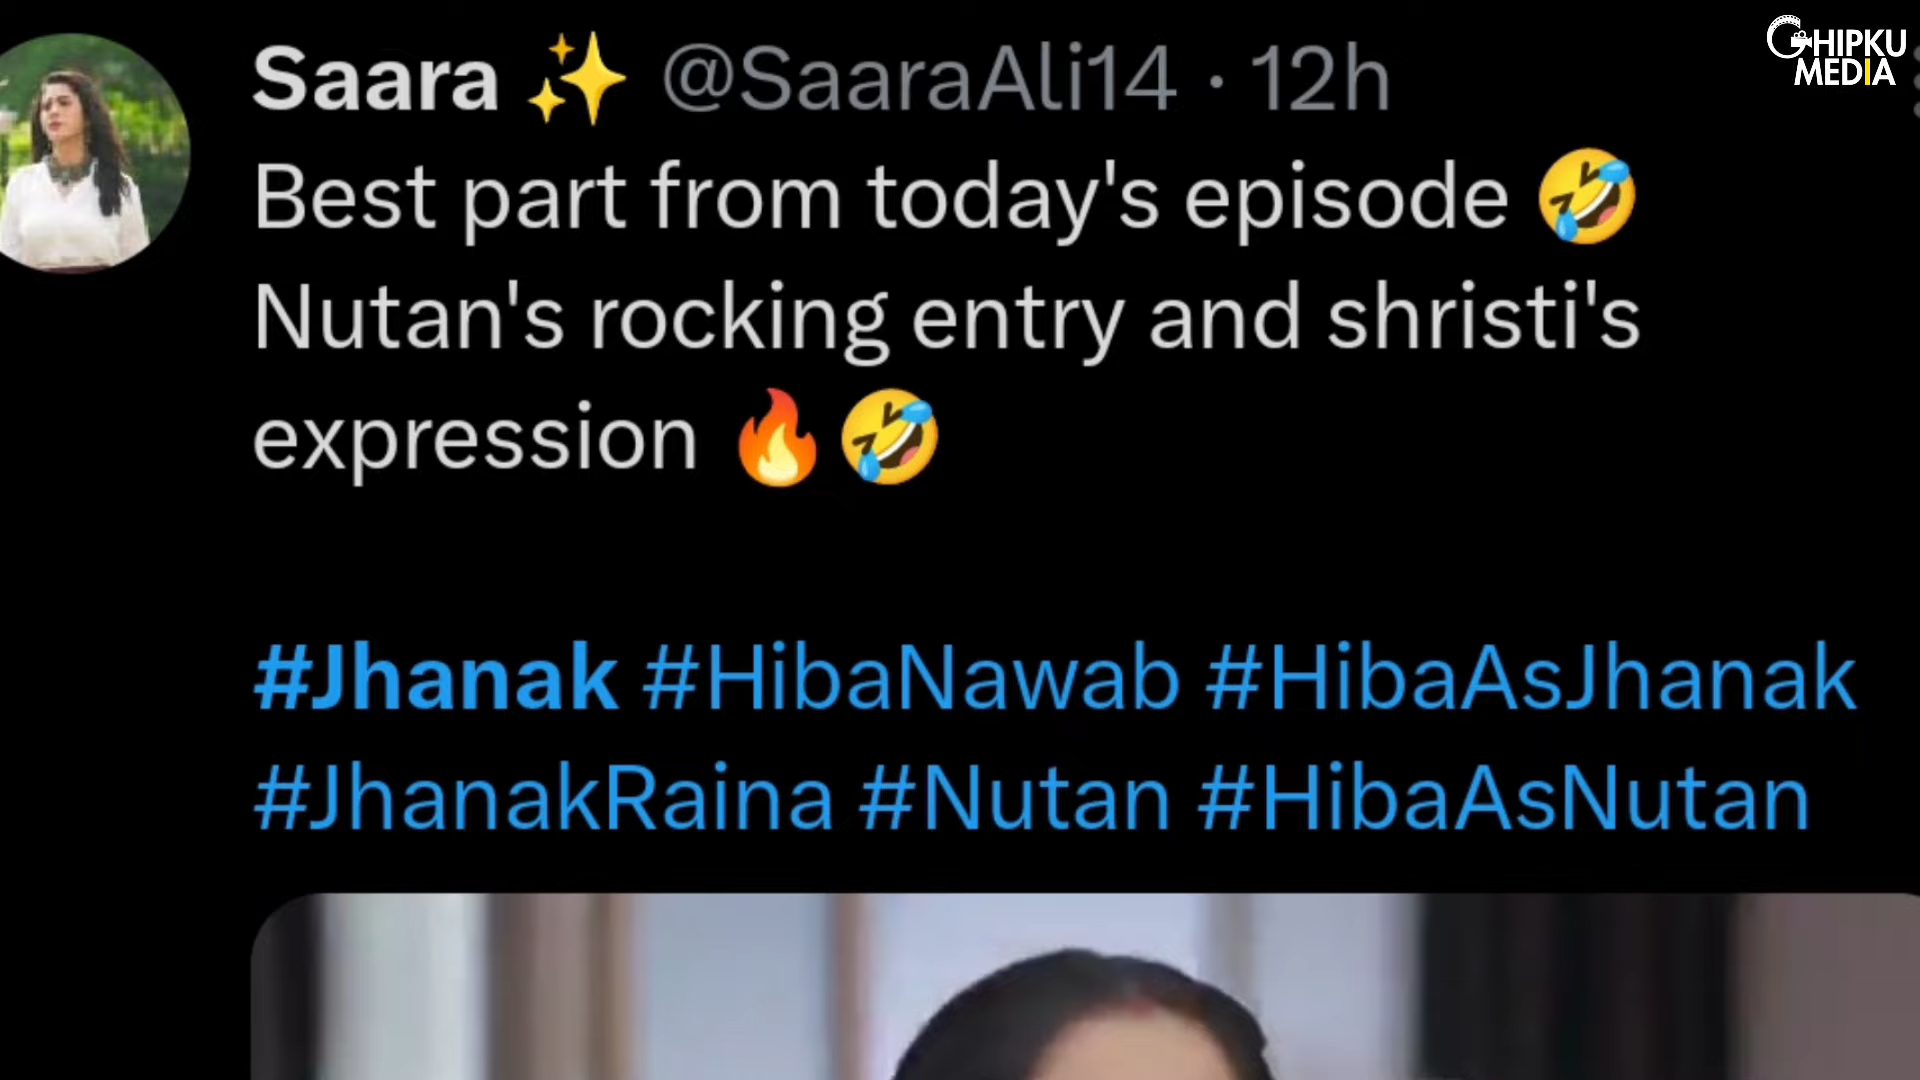 Saara ✨ @SaaraAli14 · 12h
Best part from today's episode 🤣
Nutan's rocking entry and shristi's
expression 🔥🤣
#Jhanak #HibaNawab #HibaAsJhanak
#JhanakRaina #Nutan #HibaAsNutan
GHIPKU
MEDIA